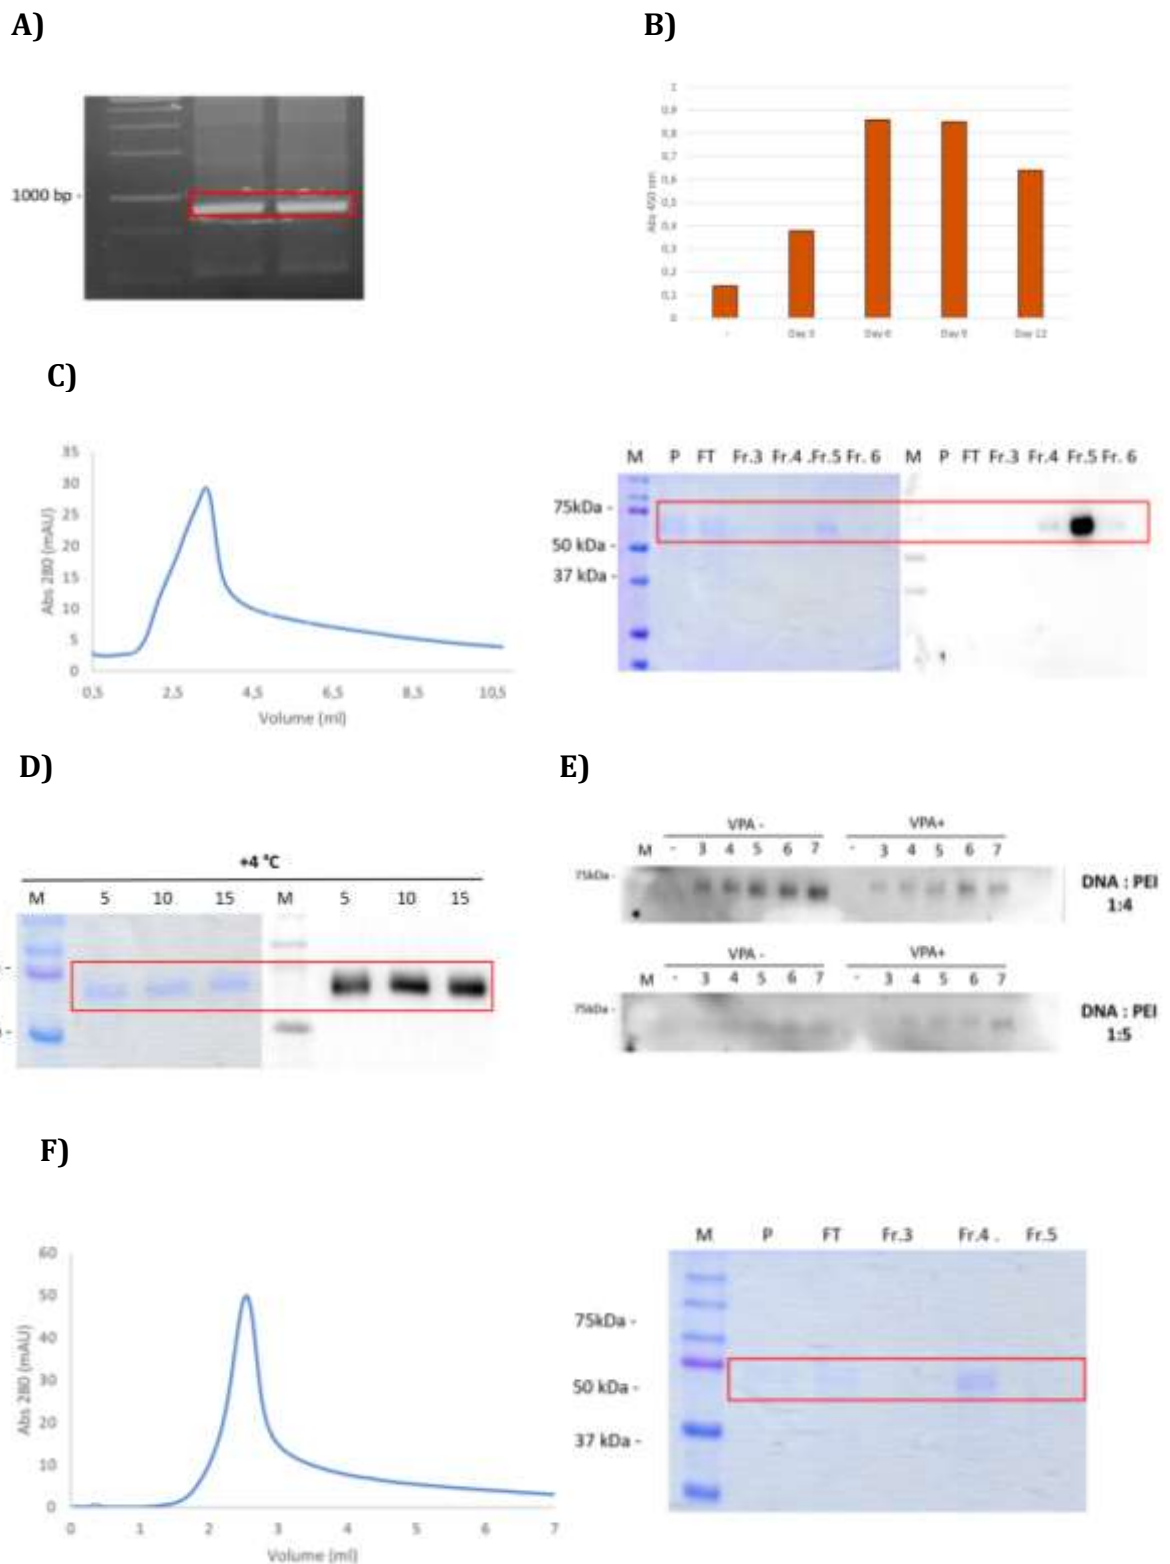 A)
B)
1000 bp -
1
0,9
0,8
0,7
0,6
0,5
0,4
0,3
0,2
0,1
0
Abs 450 nm
- Day 3 Day 6 Day 9 Day 12
C)
35
30
25
20
15
10
5
0
Abs 280 (mAU)
0,5 2,5 4,5 6,5 8,5 10,5
Volume (ml)
M P FT Fr.3 Fr.4 .Fr.5 Fr. 6 M P FT Fr.3 Fr.4 Fr.5 Fr. 6
75kDa -
50 kDa -
37 kDa -
D)
E)
+4 °C
M 5 10 15 M 5 10 15
VPA - VPA+
M - 3 4 5 6 7 - 3 4 5 6 7
75kDa-
DNA : PEI
1:4
VPA - VPA+
M - 3 4 5 6 7 - 3 4 5 6 7
75kDa-
DNA : PEI
1:5
F)
60
50
40
30
20
10
0
Abs 280 (mAU)
0 1 2 3 4 5 6 7
Volume (ml)
M P FT Fr.3 Fr.4 . Fr.5
75kDa -
50 kDa -
37 kDa -